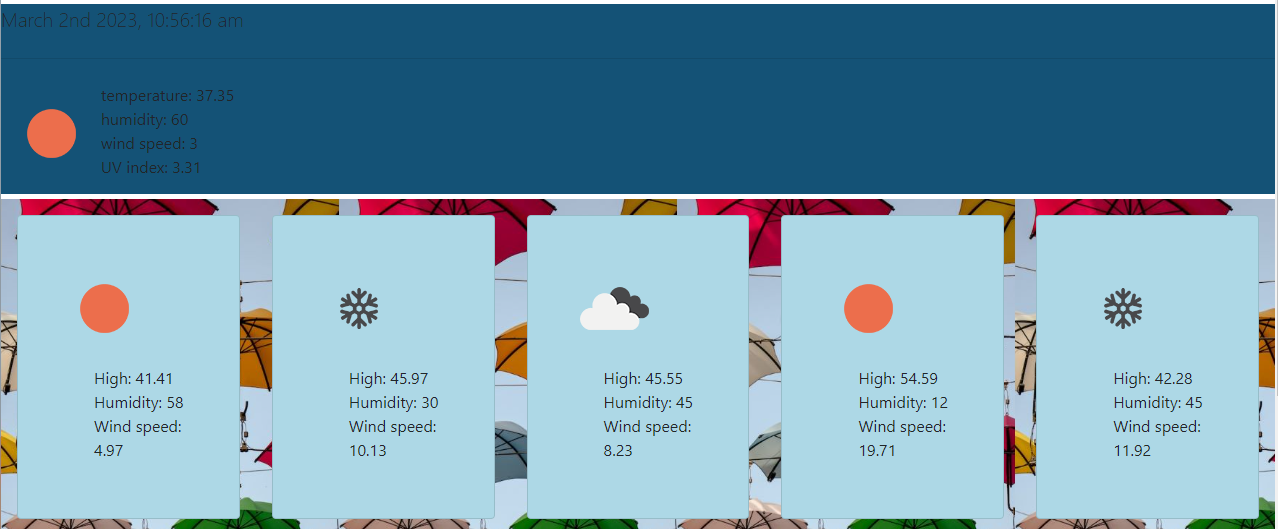 March 2nd 2023, 10:56:16 am
temperature: 37.35
humidity: 60
wind speed: 3
UV index: 3.31
High: 41.41
Humidity: 58
Wind speed:
4.97
High: 45.97
Humidity: 30
Wind speed:
10.13
High: 45.55
Humidity: 45
Wind speed:
8.23
High: 54.59
Humidity: 12
Wind speed:
19.71
High: 42.28
Humidity: 45
Wind speed:
11.92